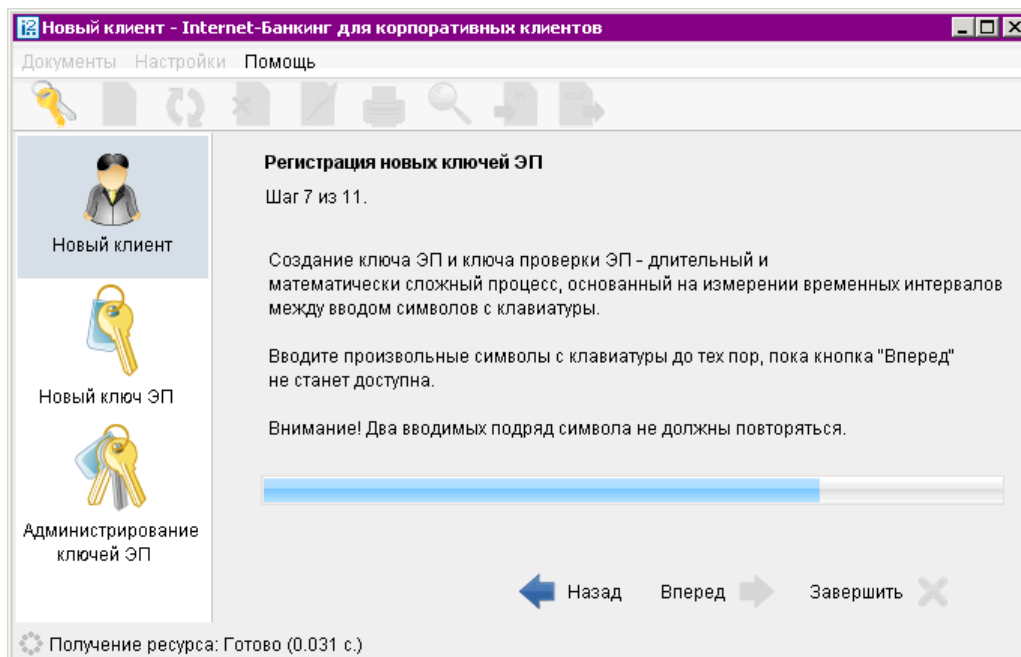 Новый клиент - Internet-Банкинг для корпоративных клиентов
Документы Настройки Помощь
in out
Новый клиент
Новый ключ ЭП
Администрирование
ключей ЭП
Регистрация новых ключей ЭП
Шаг 7 из 11.
Создание ключа ЭП и ключа проверки ЭП - длительный и
математически сложный процесс, основанный на измерении временных интервалов
между вводом символов с клавиатуры.
Вводите произвольные символы с клавиатуры до тех пор, пока кнопка "Вперед"
не станет доступна.
Внимание! Два вводимых подряд символа не должны повторяться.
Назад Вперед Завершить
Получение ресурса: Готово (0.031 с.)